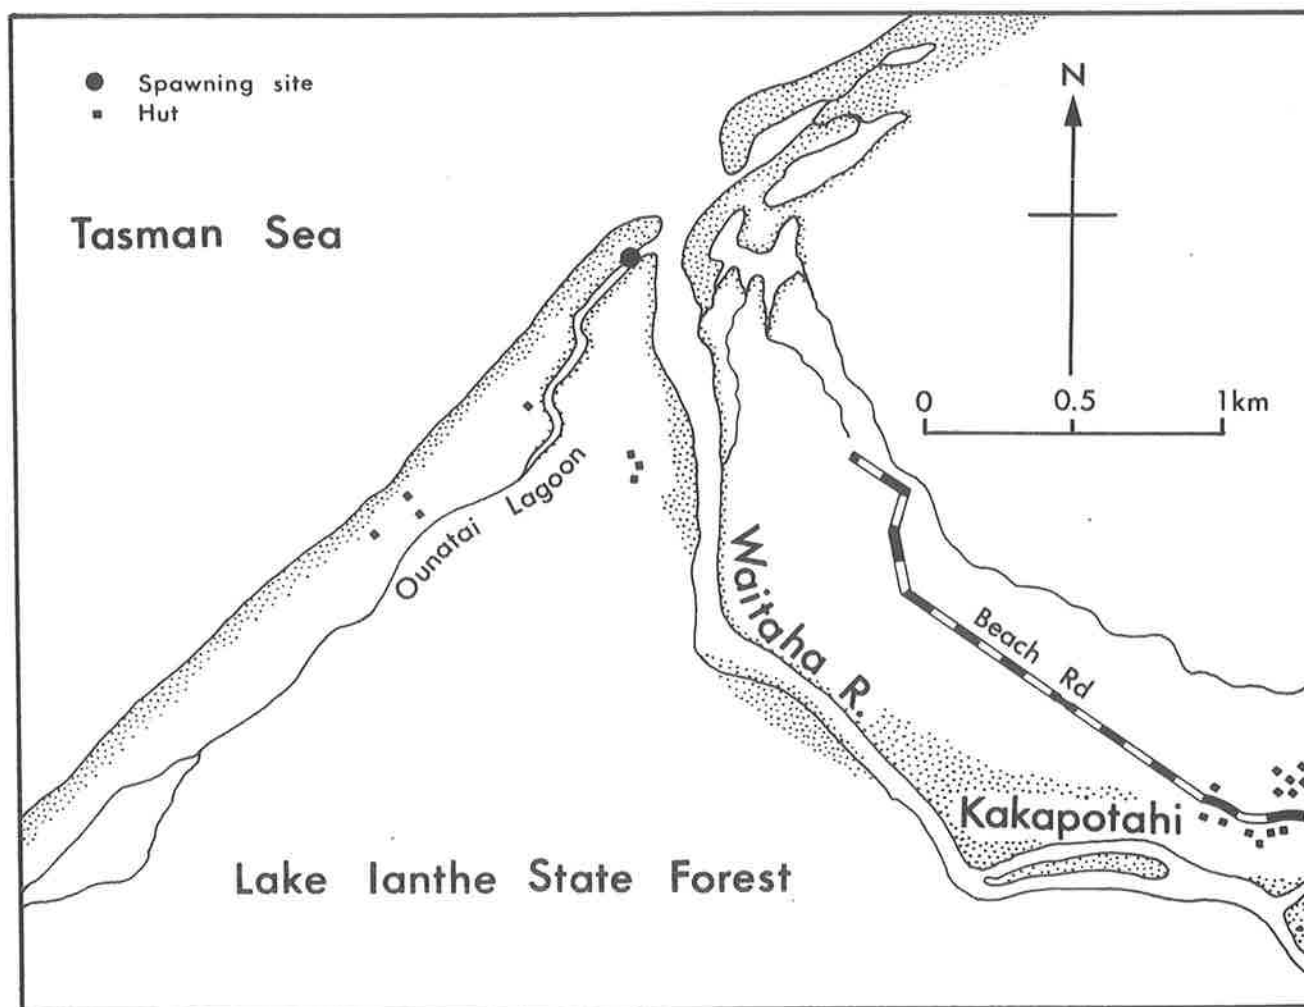 Spawning site
Hut
N
Tasman Sea
0 0.5 1km
Ounatai Lagoon
Waitaha R.
Beach Rd
Kakapotahi
Lake Ianthe State Forest